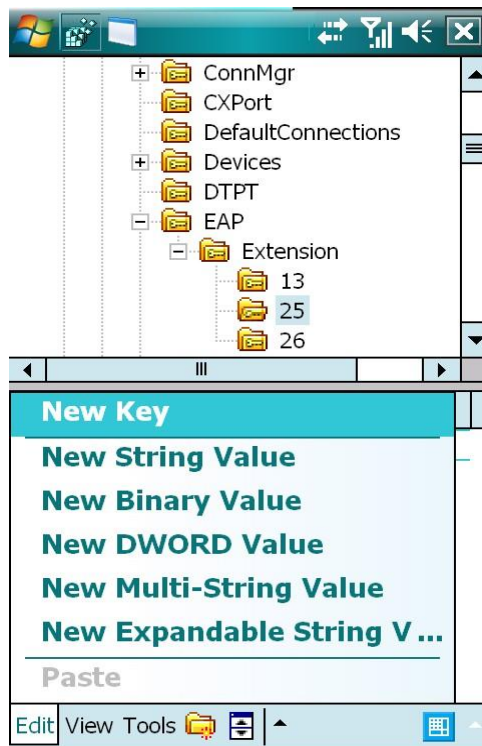 ConnMgr
CXPort
DefaultConnections
Devices
DTPT
EAP
Extension
13
25
26
New Key
New String Value
New Binary Value
New DWORD Value
New Multi-String Value
New Expandable String V...
Paste
Edit View Tools